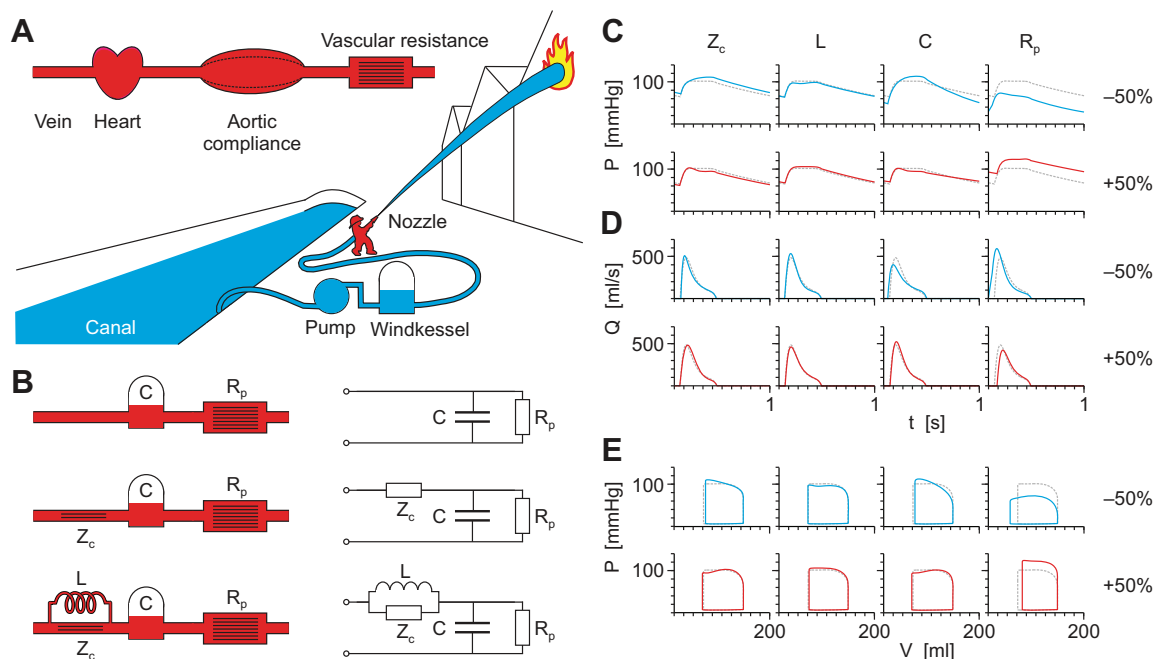 A
Vein
Heart
Aortic
compliance
Vascular resistance
Nozzle
Canal
Pump
Windkessel
B
C
R_p
C
R_p
C
R_p
Z_c
Z_c
C
R_p
L
C
R_p
Z_c
L
Z_c
C
R_p
C
Z_c L C R_p
P [mmHg]
100
–50%
100
+50%
D
Q [ml/s]
500
–50%
500
+50%
1 1 1 1
t [s]
E
P [mmHg]
100
–50%
100
+50%
200 200 200 200
V [ml]